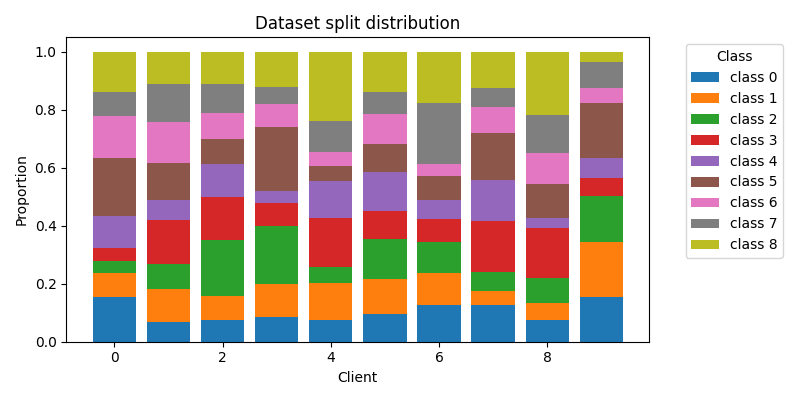 Dataset split distribution
1.0
0.8
0.6
0.4
0.2
0.0
Proportion
0 2 4 6 8
Client
Class
class 0
class 1
class 2
class 3
class 4
class 5
class 6
class 7
class 8